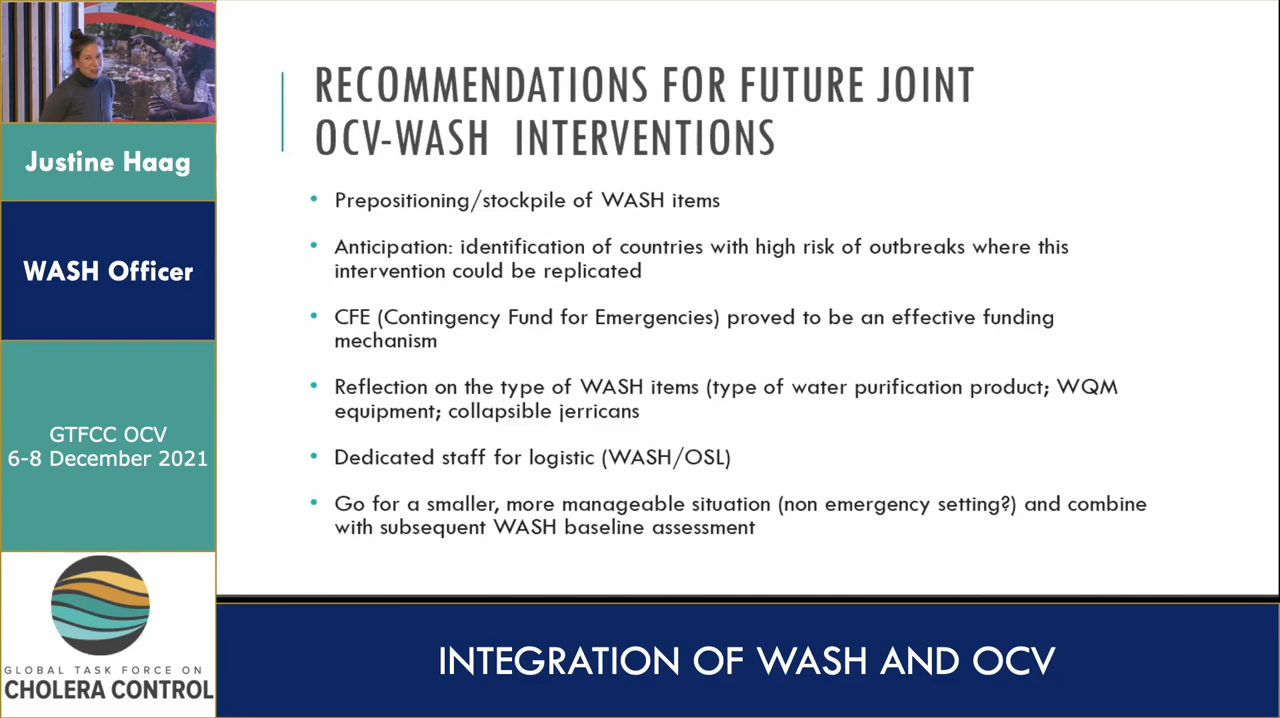 Justine Haag
WASH Officer
GTFCC OCV
6-8 December 2021
GLOBAL TASK FORCE ON
CHOLERA CONTROL
RECOMMENDATIONS FOR FUTURE JOINT
OCV-WASH INTERVENTIONS
• Prepositioning/stockpile of WASH items
• Anticipation: identification of countries with high risk of outbreaks where this
intervention could be replicated
• CFE (Contingency Fund for Emergencies) proved to be an effective funding
mechanism
• Reflection on the type of WASH items (type of water purification product; WQM
equipment; collapsible jerricans
• Dedicated staff for logistic (WASH/OSL)
• Go for a smaller, more manageable situation (non emergency setting?) and combine
with subsequent WASH baseline assessment
INTEGRATION OF WASH AND OCV